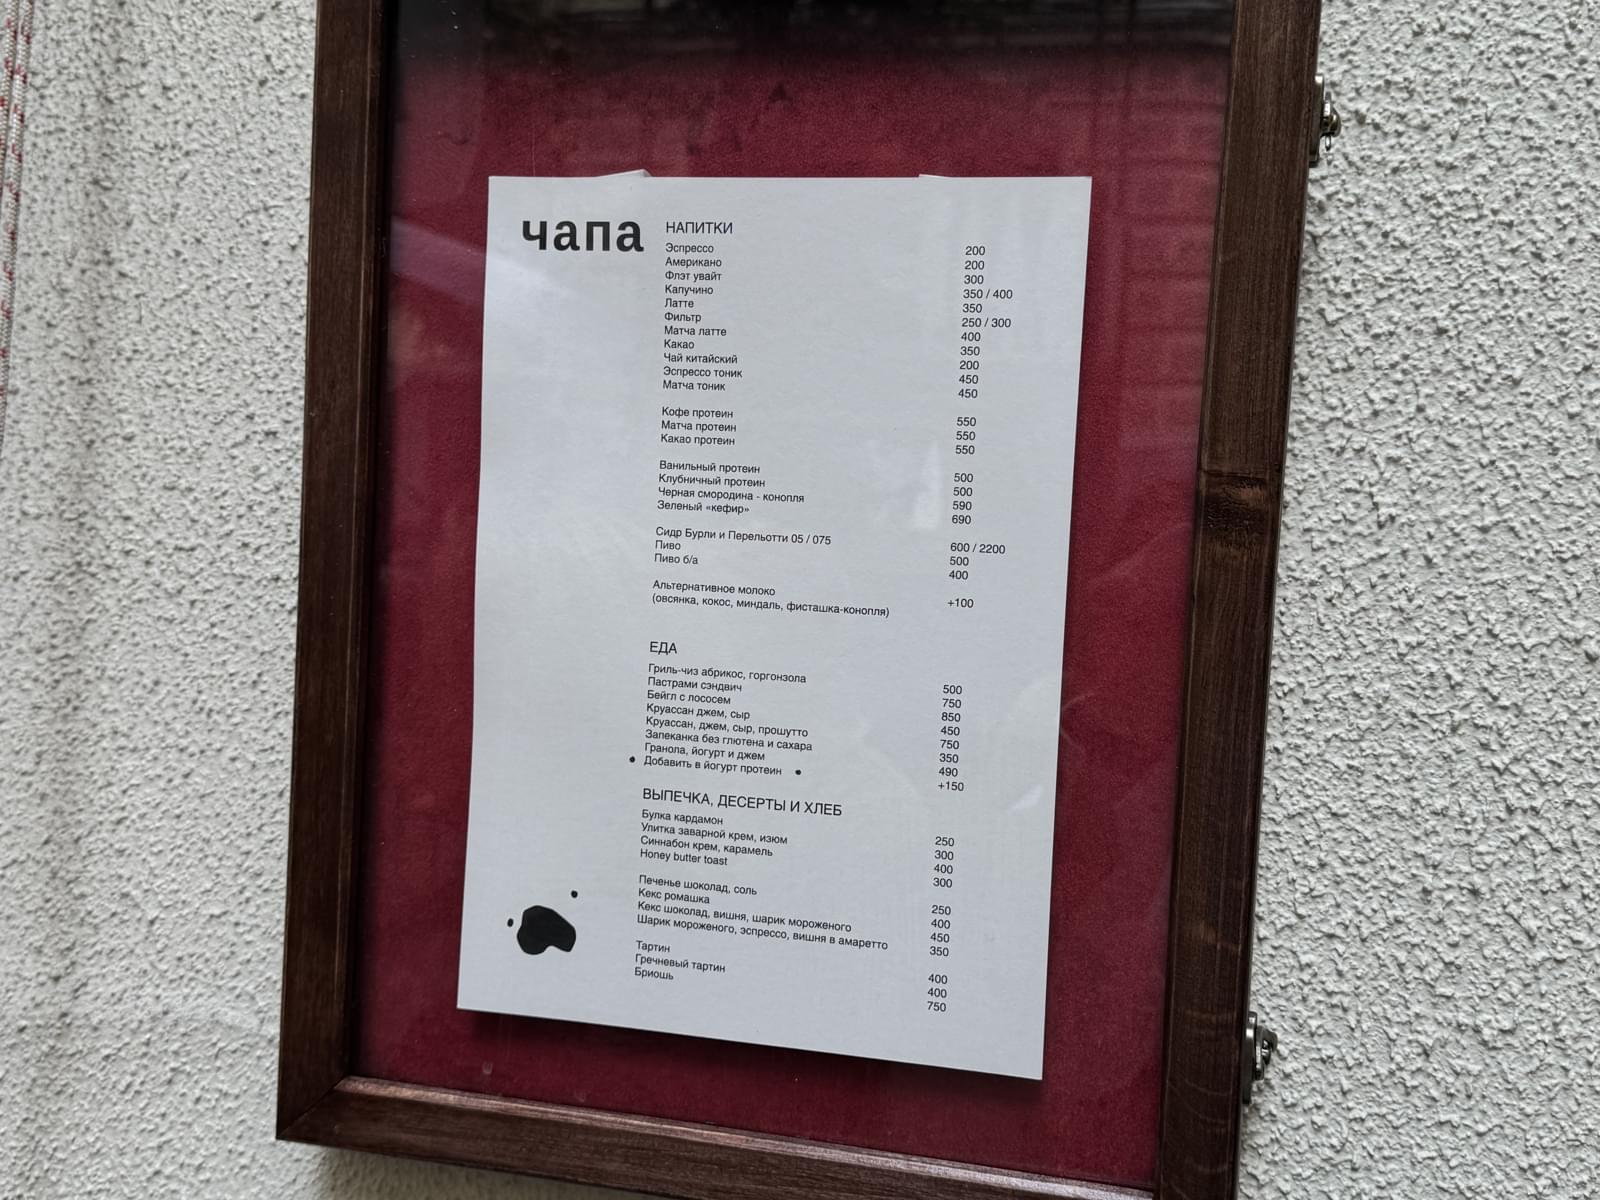 чапа
НАПИТКИ
Эспрессо 200
Американо 200
Флэт увайт 300
Капучино 350 / 400
Латте 350
Фильтр 250 / 300
Матча латте 400
Какао 350
Чай китайский 200
Эспрессо тоник 450
Матча тоник 450
Кофе протеин 550
Матча протеин 550
Какао протеин 550
Ванильный протеин 500
Клубничный протеин 500
Черная смородина - конопля 590
Зеленый «кефир» 690
Сидр Бурли и Перельотти 05 / 075 600 / 2200
Пиво 500
Пиво б/а 400
Альтернативное молоко +100
(овсянка, кокос, миндаль, фисташка-конопля)
ЕДА
Гриль-чиз абрикос, горгонзола 500
Пастрами сэндвич 750
Бейгл с лососем 850
Круассан джем, сыр 450
Круассан, джем, сыр, прошутто 750
Запеканка без глютена и сахара 350
Гранола, йогурт и джем 490
• Добавить в йогурт протеин • +150
ВЫПЕЧКА, ДЕСЕРТЫ И ХЛЕБ
Булка кардамон 250
Улитка заварной крем, изюм 300
Синнабон крем, карамель 400
Honey butter toast 300
Печенье шоколад, соль 250
Кекс ромашка 400
Кекс шоколад, вишня, шарик мороженого 450
Шарик мороженого, эспрессо, вишня в амаретто 350
Тартин 400
Гречневый тартин 400
Бриошь 750